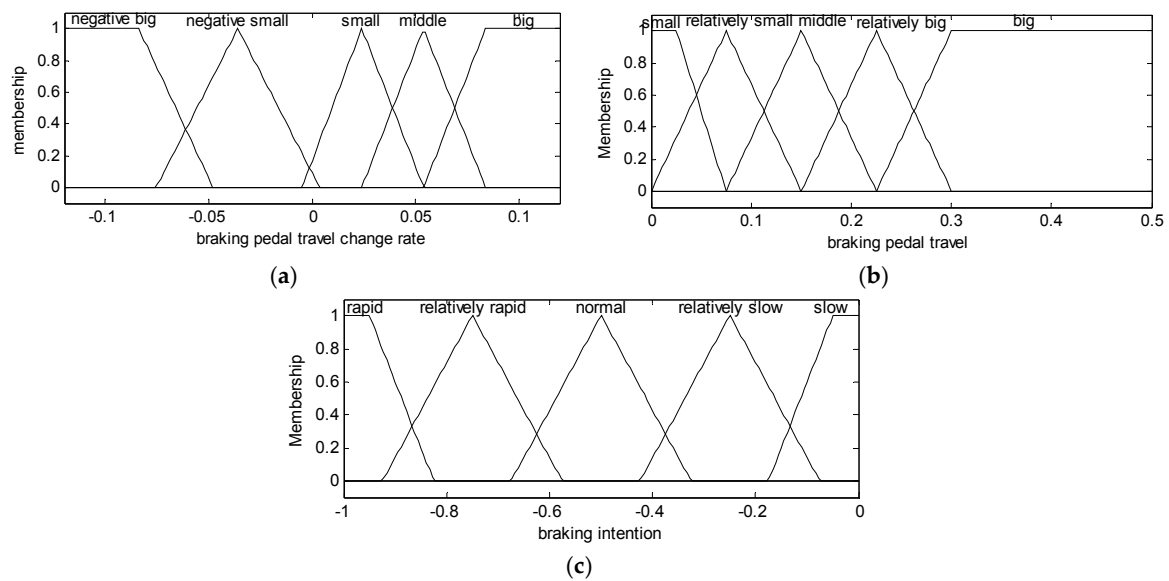 negative big negative small small middle big
1
0.8
0.6
0.4
0.2
0
membership
-0.1 -0.05 0 0.05 0.1
braking pedal travel change rate
(a)
small relatively small middle relatively big big
1
0.8
0.6
0.4
0.2
0
Membership
0 0.1 0.2 0.3 0.4 0.5
braking pedal travel
(b)
rapid relatively rapid normal relatively slow slow
1
0.8
0.6
0.4
0.2
0
Membership
-1 -0.8 -0.6 -0.4 -0.2 0
braking intention
(c)